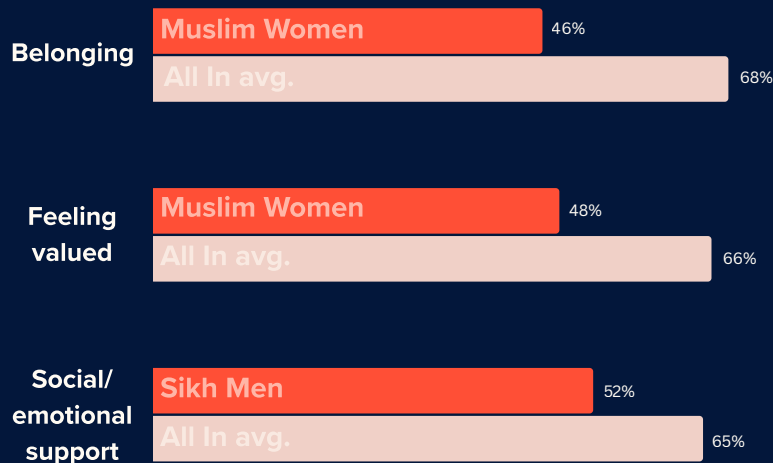 Belonging
Muslim Women
46%
All In avg.
68%
Feeling
valued
Muslim Women
48%
All In avg.
66%
Social/
emotional
support
Sikh Men
52%
All In avg.
65%